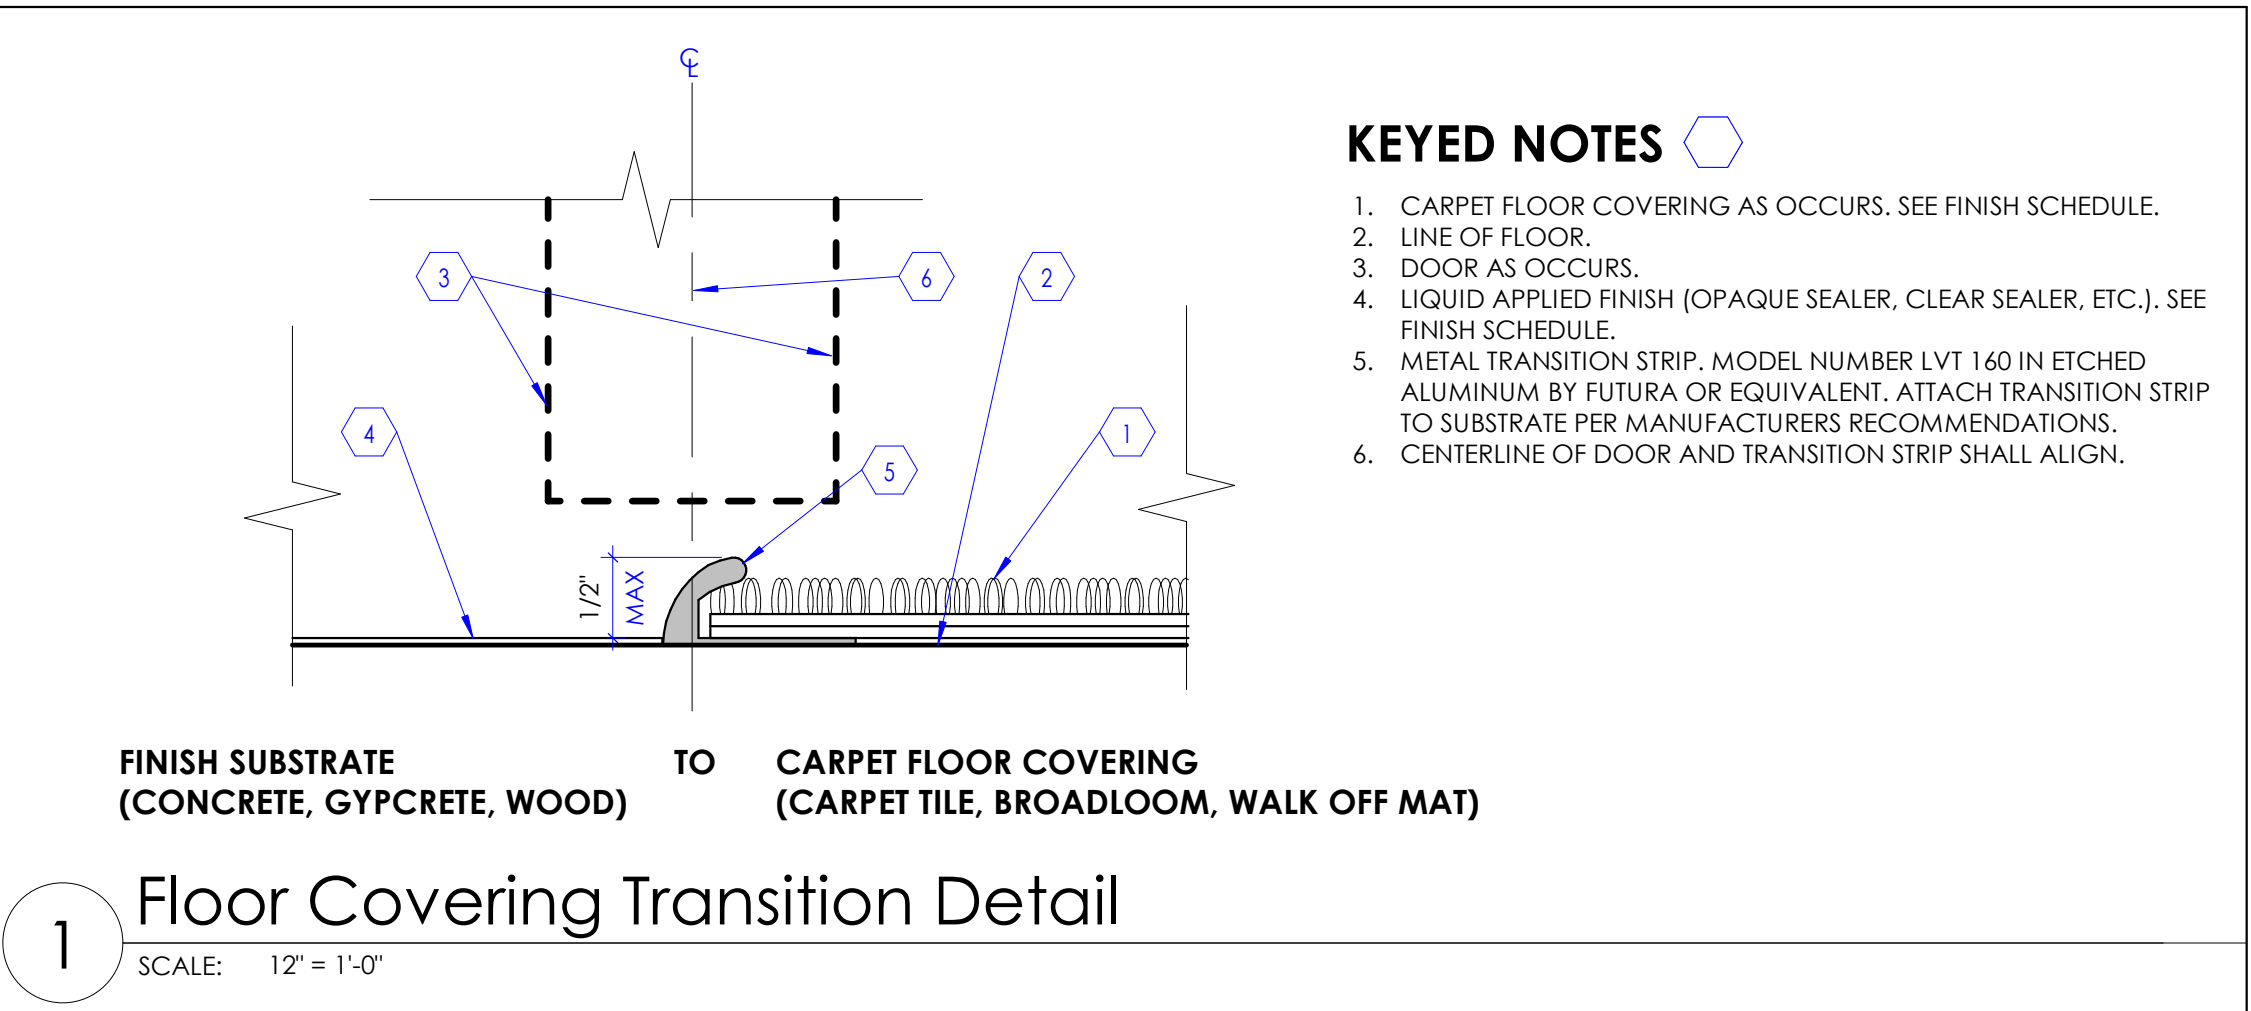 ℄
3
6
2
4
5
1
1/2"
MAX
KEYED NOTES
1. CARPET FLOOR COVERING AS OCCURS. SEE FINISH SCHEDULE.
2. LINE OF FLOOR.
3. DOOR AS OCCURS.
4. LIQUID APPLIED FINISH (OPAQUE SEALER, CLEAR SEALER, ETC.). SEE
FINISH SCHEDULE.
5. METAL TRANSITION STRIP. MODEL NUMBER LVT 160 IN ETCHED
ALUMINUM BY FUTURA OR EQUIVALENT. ATTACH TRANSITION STRIP
TO SUBSTRATE PER MANUFACTURERS RECOMMENDATIONS.
6. CENTERLINE OF DOOR AND TRANSITION STRIP SHALL ALIGN.
FINISH SUBSTRATE TO CARPET FLOOR COVERING
(CONCRETE, GYPCRETE, WOOD) (CARPET TILE, BROADLOOM, WALK OFF MAT)
1 Floor Covering Transition Detail
SCALE: 12" = 1'-0"